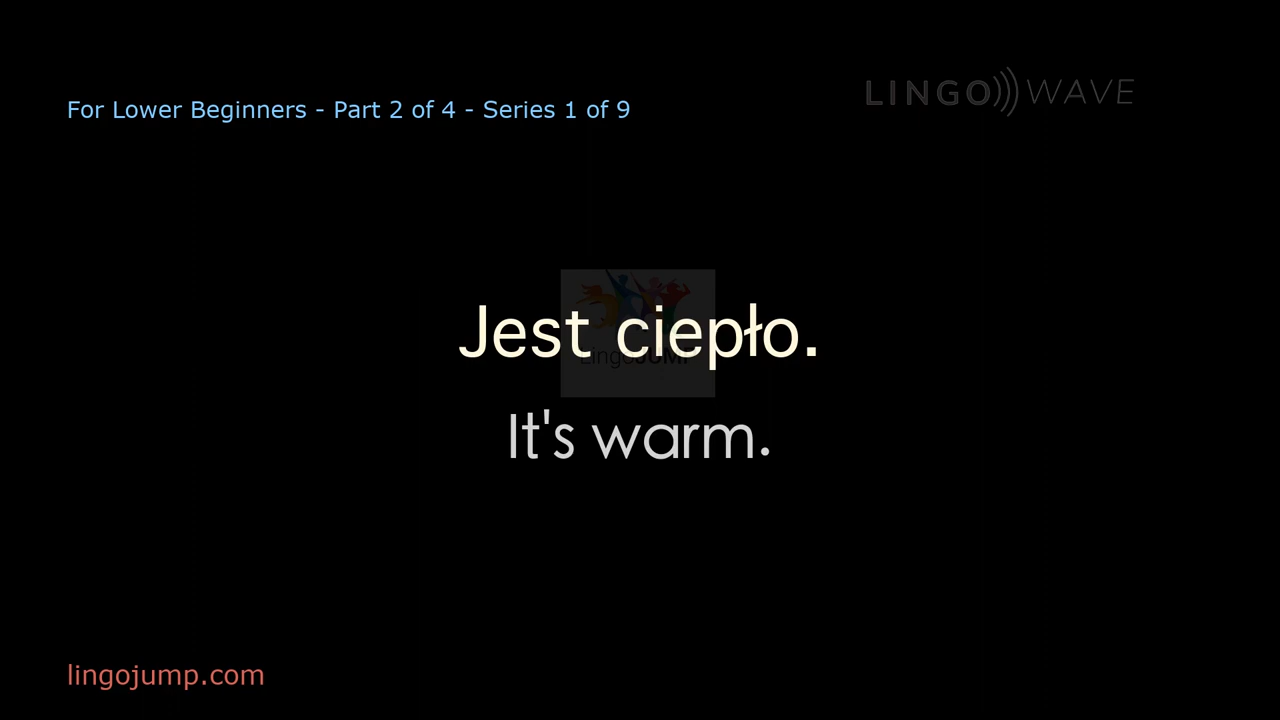 For Lower Beginners - Part 2 of 4 - Series 1 of 9
LINGO WAVE
Jest ciepło.
LingoJUMP
It's warm.
lingojump.com